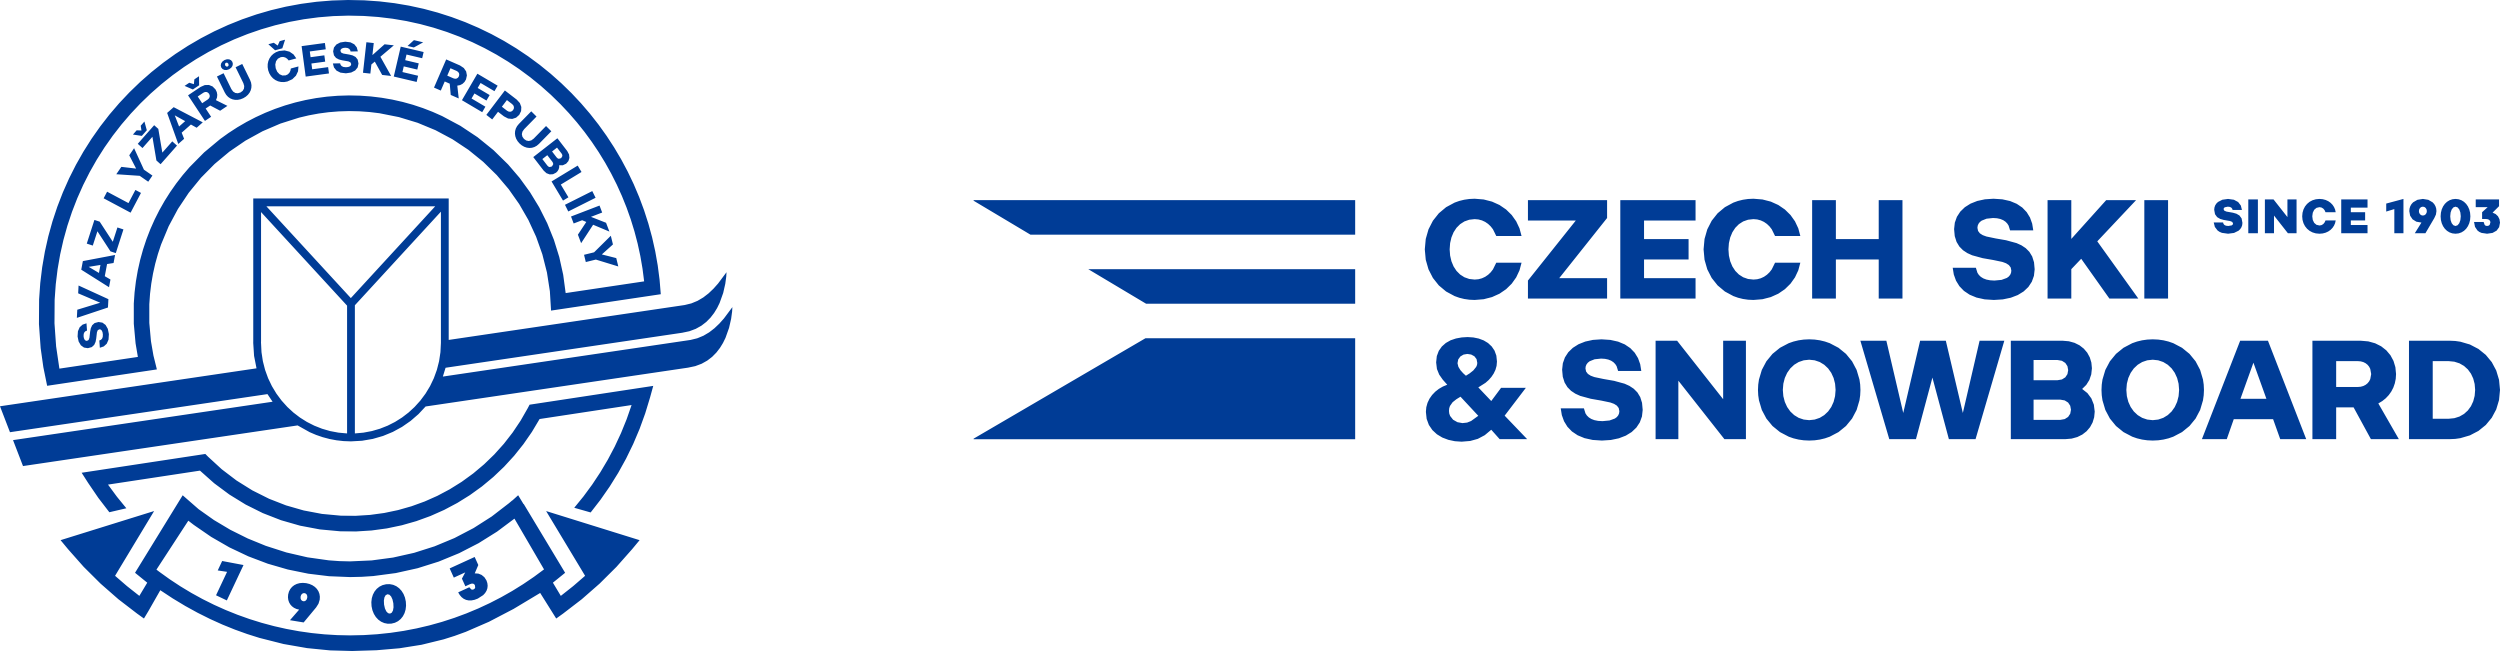 SVAZ LYŽAŘŮ ČESKÉ REPUBLIKY
1903
CZECH SKI SINCE 1903
& SNOWBOARD